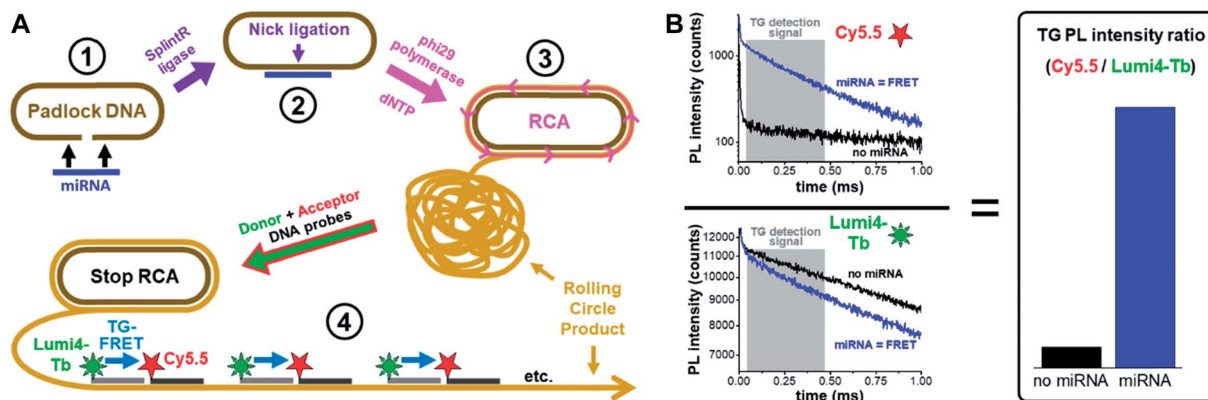 A
1
Padlock DNA
miRNA
SplintR
ligase
Nick ligation
2
phi29
polymerase
dNTP
3
RCA
Donor + Acceptor
DNA probes
Rolling
Circle
Product
Stop RCA
4
Lumi4-
Tb
TG-
FRET
Cy5.5
etc.
B
PL intensity (counts)
1000
100
TG detection
signal
Cy5.5
miRNA = FRET
no miRNA
0.00 0.25 0.50 0.75 1.00
time (ms)
PL intensity (counts)
12000
11000
10000
9000
8000
7000
TG detection
signal
Lumi4-
Tb
no miRNA
miRNA = FRET
0.00 0.25 0.50 0.75 1.00
time (ms)
=
TG PL intensity ratio
(Cy5.5 / Lumi4-Tb)
no miRNA miRNA